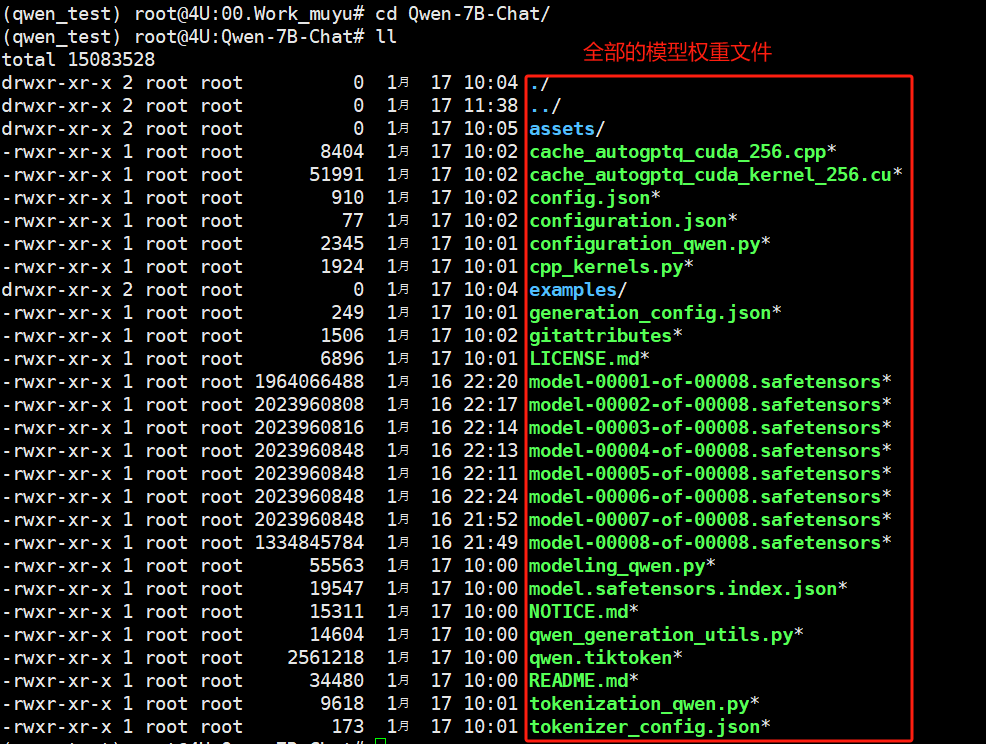 (qwen_test) root@4U:00.Work_muyu# cd Qwen-7B-Chat/
(qwen_test) root@4U:Qwen-7B-Chat# ll
全部的模型权重文件
total 15083528
drwxr-xr-x 2 root root 0 1月 17 10:04 ./
drwxr-xr-x 2 root root 0 1月 17 11:38 ../
drwxr-xr-x 2 root root 0 1月 17 10:05 assets/
-rwxr-xr-x 1 root root 8404 1月 17 10:02 cache_autogptq_cuda_256.cpp*
-rwxr-xr-x 1 root root 51991 1月 17 10:02 cache_autogptq_cuda_kernel_256.cu*
-rwxr-xr-x 1 root root 910 1月 17 10:02 config.json*
-rwxr-xr-x 1 root root 77 1月 17 10:02 configuration.json*
-rwxr-xr-x 1 root root 2345 1月 17 10:01 configuration_qwen.py*
-rwxr-xr-x 1 root root 1924 1月 17 10:01 cpp_kernels.py*
drwxr-xr-x 2 root root 0 1月 17 10:04 examples/
-rwxr-xr-x 1 root root 249 1月 17 10:01 generation_config.json*
-rwxr-xr-x 1 root root 1506 1月 17 10:02 gitattributes*
-rwxr-xr-x 1 root root 6896 1月 17 10:01 LICENSE.md*
-rwxr-xr-x 1 root root 1964066488 1月 16 22:20 model-00001-of-00008.safetensors*
-rwxr-xr-x 1 root root 2023960808 1月 16 22:17 model-00002-of-00008.safetensors*
-rwxr-xr-x 1 root root 2023960816 1月 16 22:14 model-00003-of-00008.safetensors*
-rwxr-xr-x 1 root root 2023960848 1月 16 22:13 model-00004-of-00008.safetensors*
-rwxr-xr-x 1 root root 2023960848 1月 16 22:11 model-00005-of-00008.safetensors*
-rwxr-xr-x 1 root root 2023960848 1月 16 22:24 model-00006-of-00008.safetensors*
-rwxr-xr-x 1 root root 2023960848 1月 16 21:52 model-00007-of-00008.safetensors*
-rwxr-xr-x 1 root root 1334845784 1月 16 21:49 model-00008-of-00008.safetensors*
-rwxr-xr-x 1 root root 55563 1月 17 10:00 modeling_qwen.py*
-rwxr-xr-x 1 root root 19547 1月 17 10:00 model.safetensors.index.json*
-rwxr-xr-x 1 root root 15311 1月 17 10:00 NOTICE.md*
-rwxr-xr-x 1 root root 14604 1月 17 10:00 qwen_generation_utils.py*
-rwxr-xr-x 1 root root 2561218 1月 17 10:00 qwen.tiktoken*
-rwxr-xr-x 1 root root 34480 1月 17 10:00 README.md*
-rwxr-xr-x 1 root root 9618 1月 17 10:01 tokenization_qwen.py*
-rwxr-xr-x 1 root root 173 1月 17 10:01 tokenizer_config.json*
(qwen_test) root@4U:Qwen-7B-Chat#